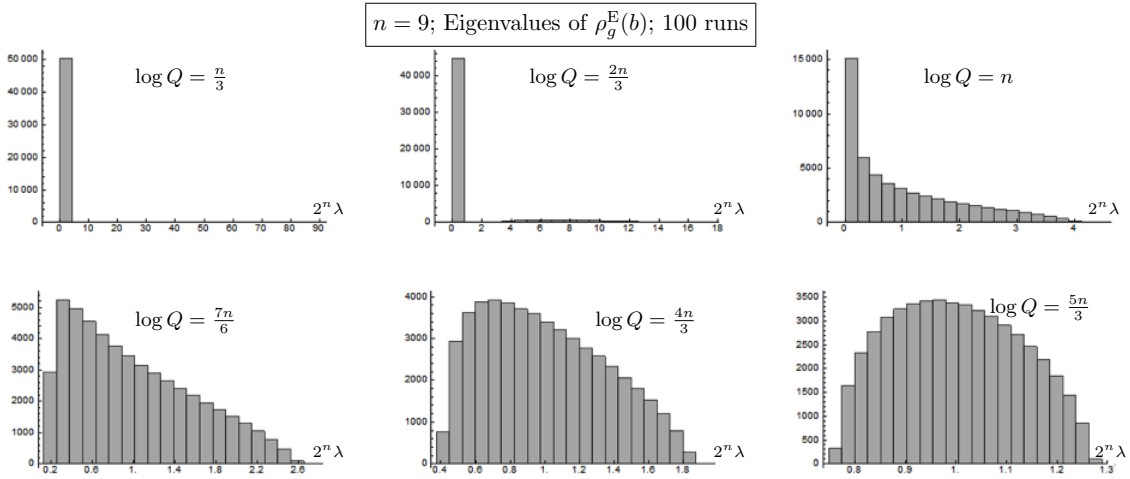 n = 9; Eigenvalues of ρ_g^E(b); 100 runs
log Q = n/3
50 000
40 000
30 000
20 000
10 000
0
0 10 20 30 40 50 60 70 80 90
2^n λ
log Q = 2n/3
40 000
30 000
20 000
10 000
0
0 2 4 6 8 10 12 14 16 18
2^n λ
log Q = n
15 000
10 000
5000
0
0 1 2 3 4
2^n λ
log Q = 7n/6
5000
4000
3000
2000
1000
0
0.2 0.6 1. 1.4 1.8 2.2 2.6
2^n λ
log Q = 4n/3
4000
3000
2000
1000
0
0.4 0.6 0.8 1. 1.2 1.4 1.6 1.8
2^n λ
log Q = 5n/3
3500
3000
2500
2000
1500
1000
500
0
0.8 0.9 1. 1.1 1.2 1.3
2^n λ